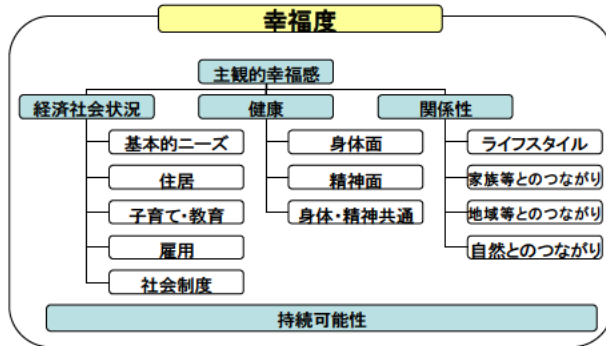 幸福度
主観的幸福感
経済社会状況
健康
関係性
基本的ニーズ
身体面
ライフスタイル
住居
精神面
家族等とのつながり
子育て・教育
身体・精神共通
地域等とのつながり
雇用
自然とのつながり
社会制度
持続可能性